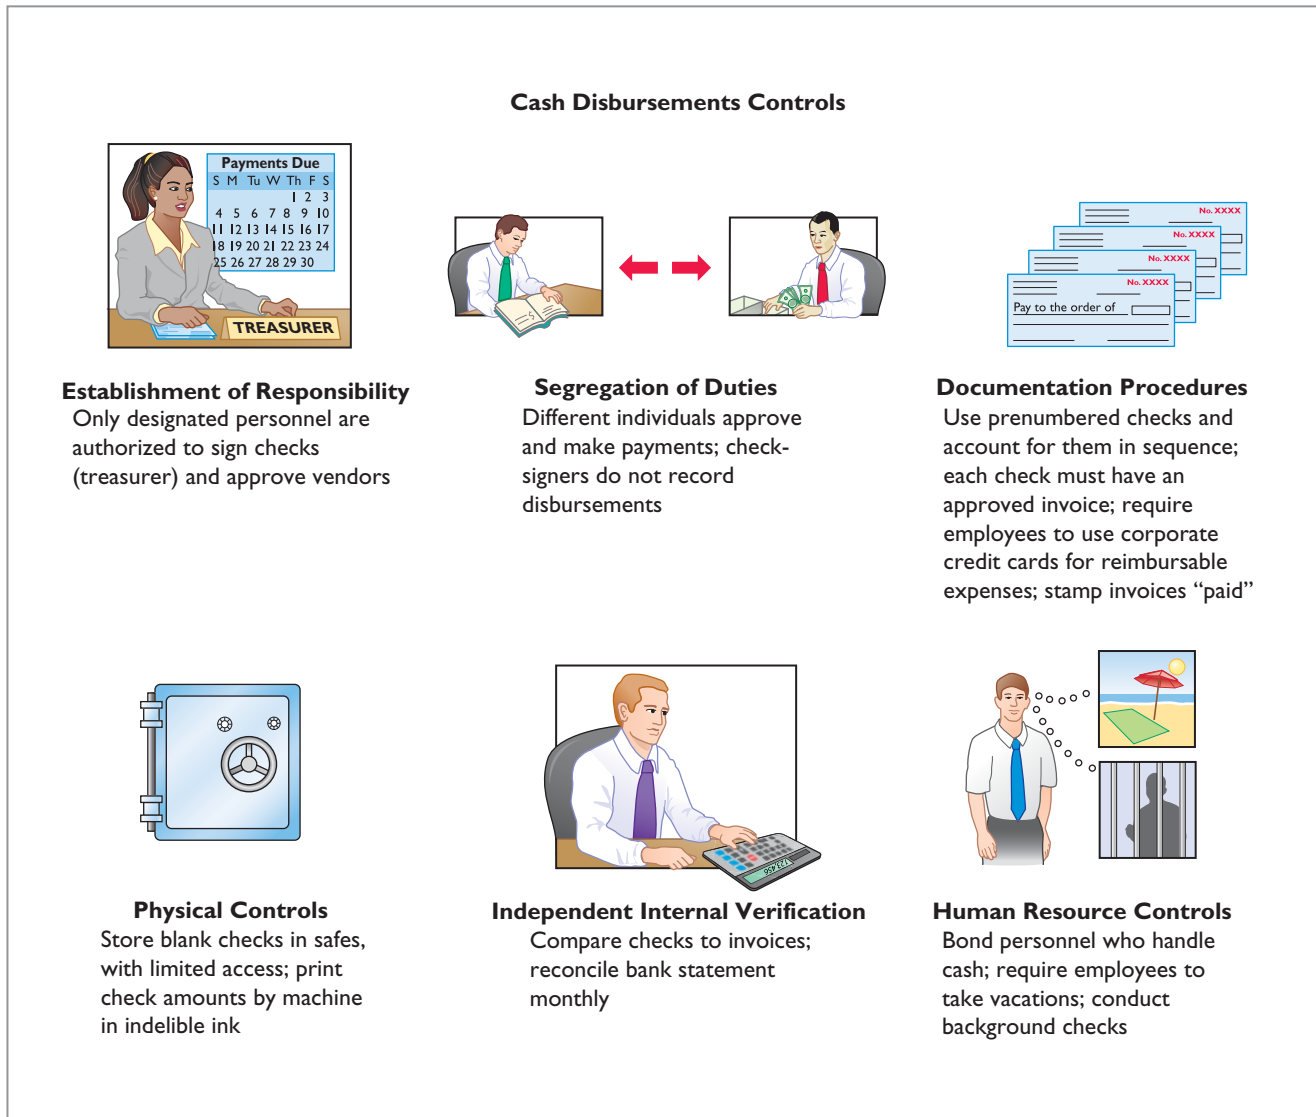 Cash Disbursements Controls
Payments Due
S M Tu W Th F S
1 2 3
4 5 6 7 8 9 10
11 12 13 14 15 16 17
18 19 20 21 22 23 24
25 26 27 28 29 30
TREASURER
No. XXXX
No. XXXX
No. XXXX
No. XXXX
Pay to the order of
Establishment of Responsibility
Only designated personnel are
authorized to sign checks
(treasurer) and approve vendors
Segregation of Duties
Different individuals approve
and make payments; check-
signers do not record
disbursements
Documentation Procedures
Use prenumbered checks and
account for them in sequence;
each check must have an
approved invoice; require
employees to use corporate
credit cards for reimbursable
expenses; stamp invoices “paid”
123,456
Physical Controls
Store blank checks in safes,
with limited access; print
check amounts by machine
in indelible ink
Independent Internal Verification
Compare checks to invoices;
reconcile bank statement
monthly
Human Resource Controls
Bond personnel who handle
cash; require employees to
take vacations; conduct
background checks